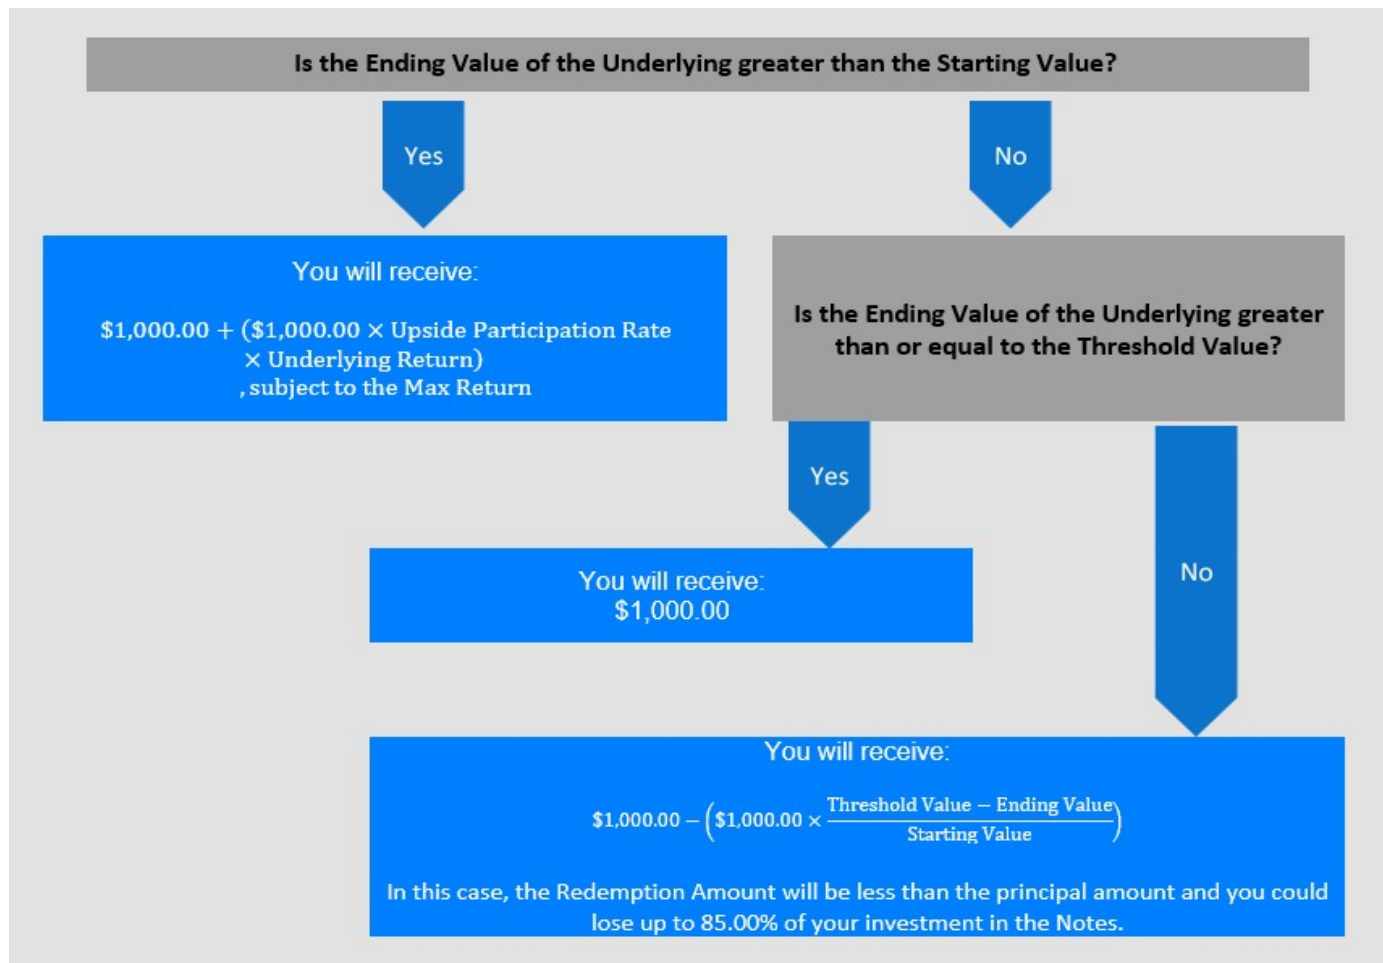 Is the Ending Value of the Underlying greater than the Starting Value?
Yes
No
You will receive:
$1,000.00 + ($1,000.00 × Upside Participation Rate
× Underlying Return)
, subject to the Max Return
Is the Ending Value of the Underlying greater
than or equal to the Threshold Value?
Yes
No
You will receive:
$1,000.00
You will receive:
$1,000.00 − ($1,000.00 × Threshold Value − Ending Value
Starting Value)
In this case, the Redemption Amount will be less than the principal amount and you could
lose up to 85.00% of your investment in the Notes.